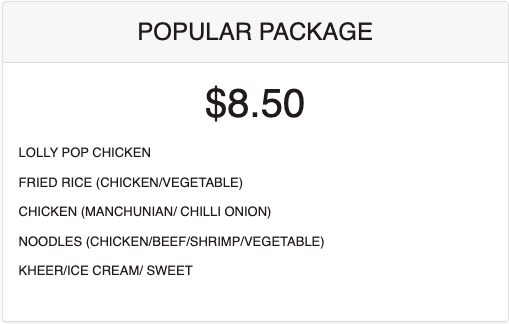 POPULAR PACKAGE
$8.50
LOLLY POP CHICKEN
FRIED RICE (CHICKEN/VEGETABLE)
CHICKEN (MANCHUNIAN/ CHILLI ONION)
NOODLES (CHICKEN/BEEF/SHRIMP/VEGETABLE)
KHEER/ICE CREAM/ SWEET